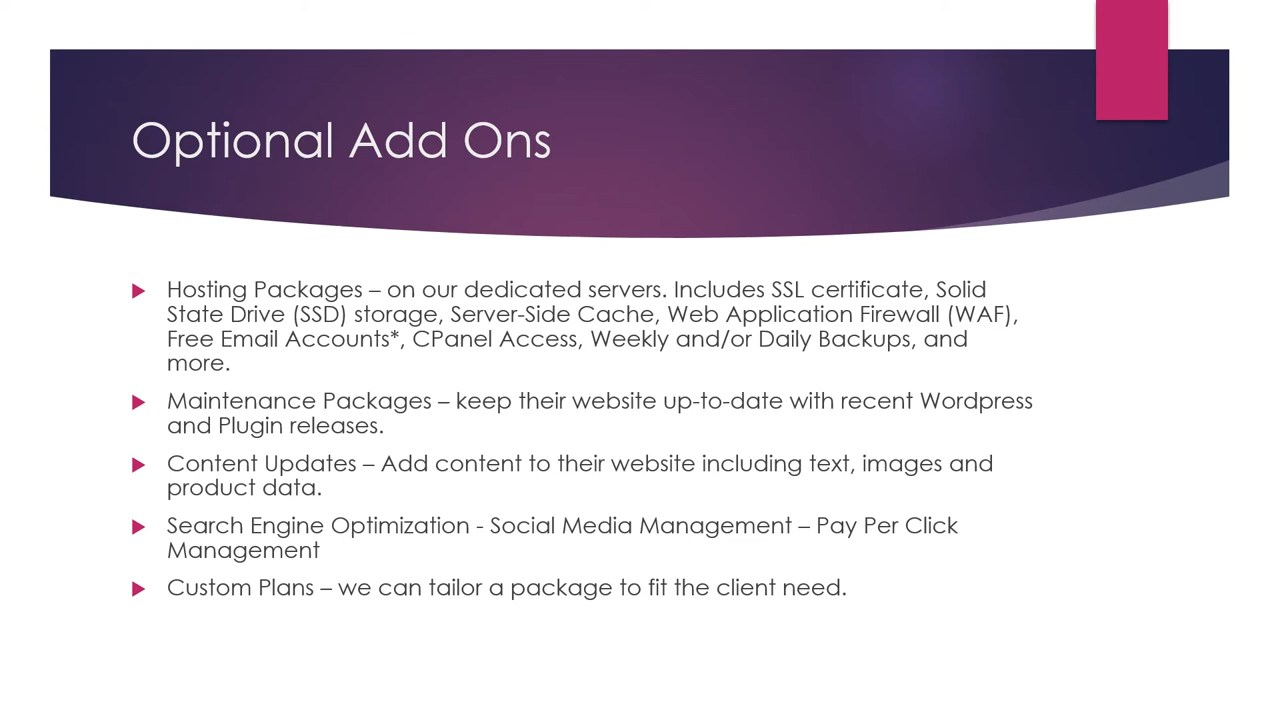 Optional Add Ons
Hosting Packages – on our dedicated servers. Includes SSL certificate, Solid
State Drive (SSD) storage, Server-Side Cache, Web Application Firewall (WAF),
Free Email Accounts*, CPanel Access, Weekly and/or Daily Backups, and
more.
Maintenance Packages – keep their website up-to-date with recent Wordpress
and Plugin releases.
Content Updates – Add content to their website including text, images and
product data.
Search Engine Optimization - Social Media Management – Pay Per Click
Management
Custom Plans – we can tailor a package to fit the client need.